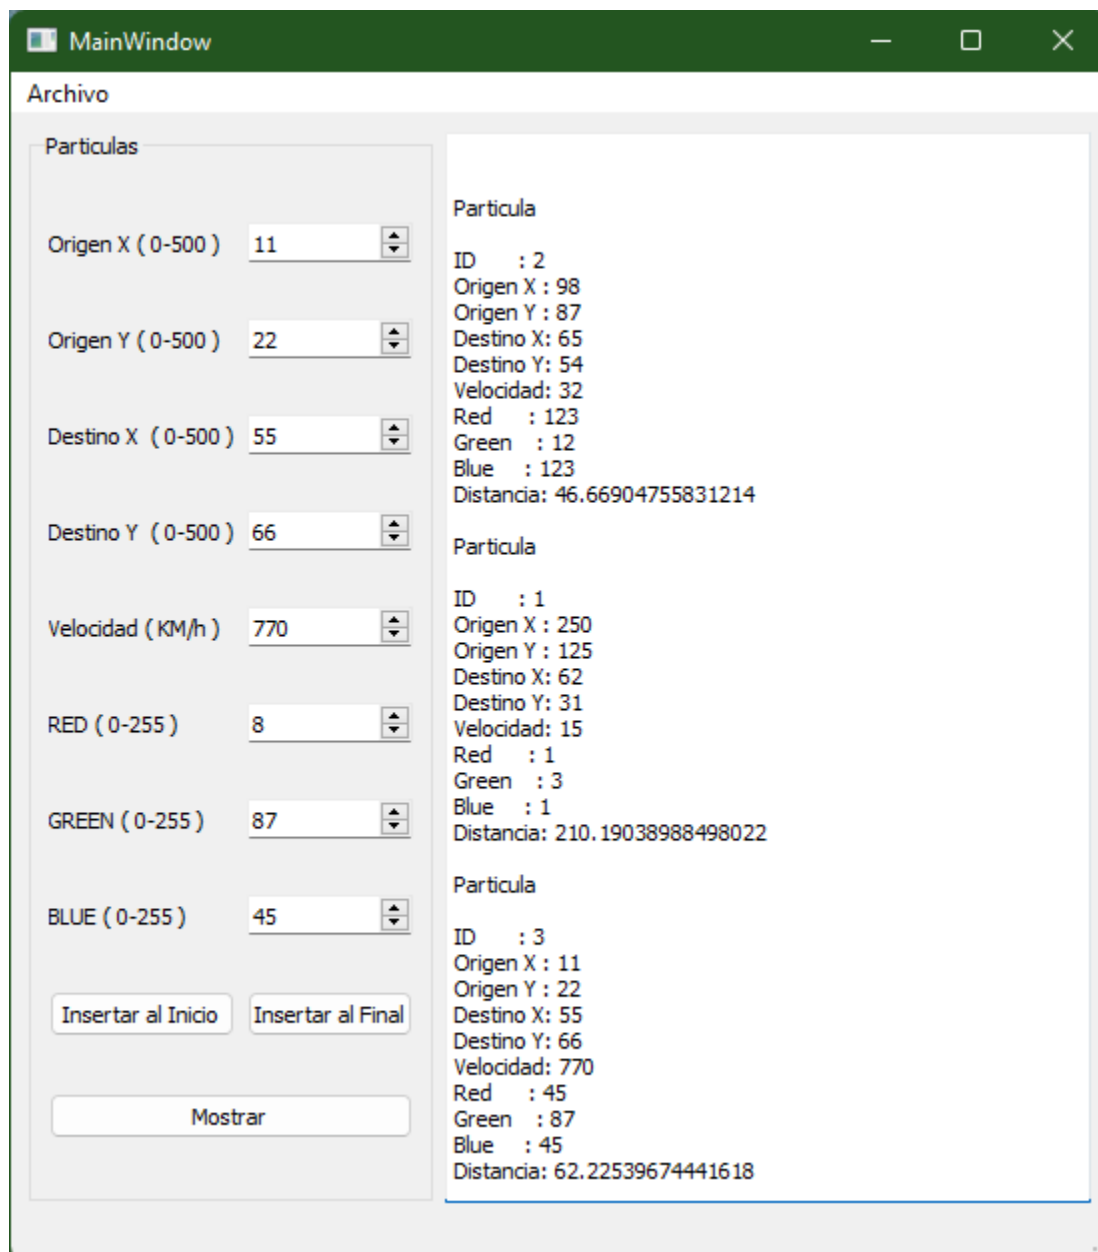 MainWindow
Archivo
Particulas
Origen X ( 0-500 ) 11
Origen Y ( 0-500 ) 22
Destino X ( 0-500 ) 55
Destino Y ( 0-500 ) 66
Velocidad ( KM/h ) 770
RED ( 0-255 ) 8
GREEN ( 0-255 ) 87
BLUE ( 0-255 ) 45
Insertar al Inicio Insertar al Final
Mostrar
Particula
ID : 2
Origen X : 98
Origen Y : 87
Destino X: 65
Destino Y: 54
Velocidad: 32
Red : 123
Green : 12
Blue : 123
Distancia: 46.66904755831214
Particula
ID : 1
Origen X : 250
Origen Y : 125
Destino X: 62
Destino Y: 31
Velocidad: 15
Red : 1
Green : 3
Blue : 1
Distancia: 210.19038988498022
Particula
ID : 3
Origen X : 11
Origen Y : 22
Destino X: 55
Destino Y: 66
Velocidad: 770
Red : 45
Green : 87
Blue : 45
Distancia: 62.22539674441618